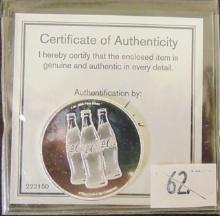 Certificate of Authenticity
I hereby certify that the enclosed item is
genuine and authentic in every detail.
Authentication by:
223150
62.